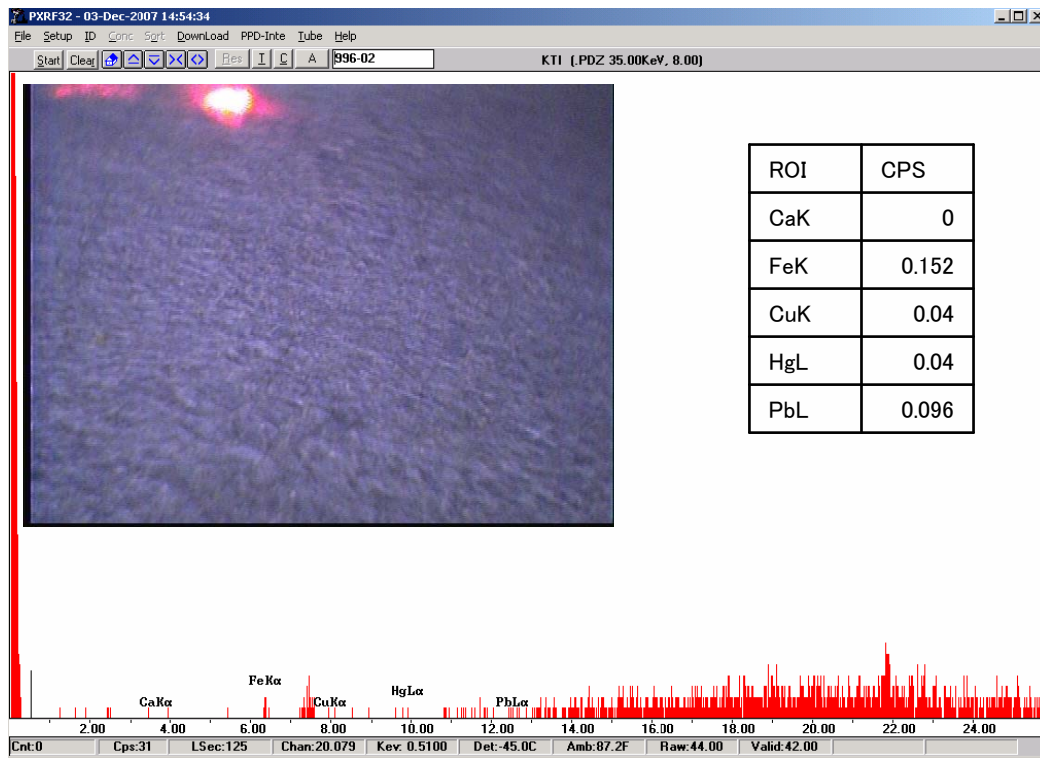 PXRF32 - 03-Dec-2007 14:54:34
File Setup ID Conc Sort DownLoad PPD-Inte Tube Help
Start Clear Res I C A 996-02 KTI (.PDZ 35.00KeV, 8.00)
ROI CPS
CaK 0
FeK 0.152
CuK 0.04
HgL 0.04
PbL 0.096
FeKα
HgLα
CaKα CuKα PbLα
2.00 4.00 6.00 8.00 10.00 12.00 14.00 16.00 18.00 20.00 22.00 24.00
Cnt:0 Cps:31 LSec:125 Chan:20.079 Kev: 0.5100 Det:-45.0C Amb:87.2F Raw:44.00 Valid:42.00